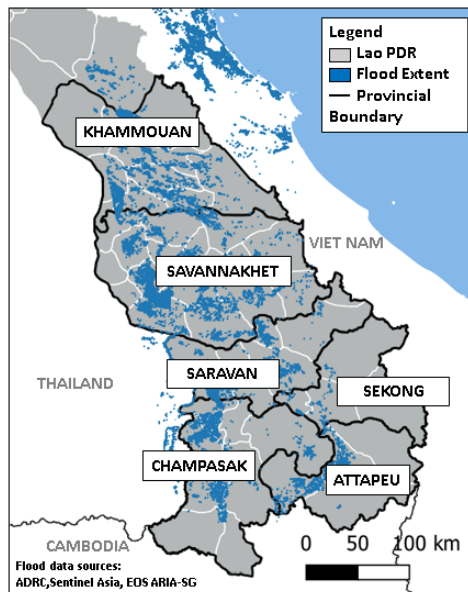 Legend
Lao PDR
Flood Extent
Provincial
Boundary
KHAMMOUAN
VIET NAM
SAVANNAKHET
THAILAND
SARAVAN
SEKONG
CHAMPASAK
ATTAPEU
CAMBODIA
0 50 100 km
Flood data sources:
ADRC,Sentinel Asia, EOS ARIA-SG